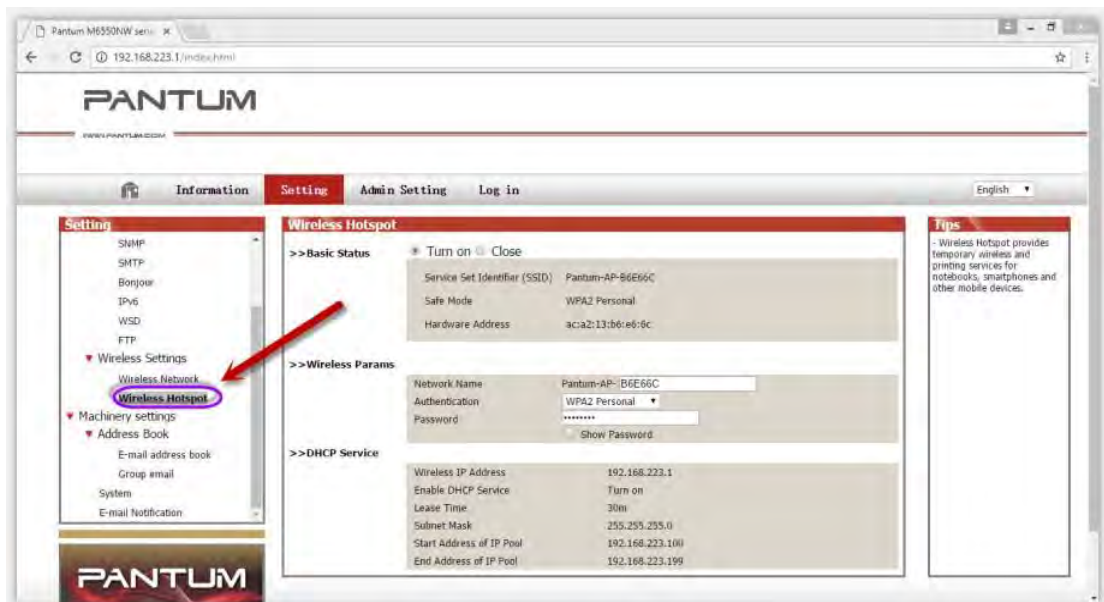 Pantum M6550NW serie
192.168.223.1/index.html
PANTUM
WWW.PANTUM.COM
Information
Setting
Admin Setting
Log in
English
Setting
SNMP
SMTP
Bonjour
IPv6
WSD
FTP
Wireless Settings
Wireless Network
Wireless Hotspot
Machinery settings
Address Book
E-mail address book
Group email
System
E-mail Notification
PANTUM
Wireless Hotspot
>>Basic Status
Turn on Close
Service Set Identifier (SSID) Pantum-AP-B6E66C
Safe Mode WPA2 Personal
Hardware Address ac:a2:13:b6:e6:6c
>>Wireless Params
Network Name Pantum-AP- B6E66C
Authentication WPA2 Personal
Password ********
Show Password
>>DHCP Service
Wireless IP Address 192.168.223.1
Enable DHCP Service Turn on
Lease Time 30m
Subnet Mask 255.255.255.0
Start Address of IP Pool 192.168.223.100
End Address of IP Pool 192.168.223.199
Tips
- Wireless Hotspot provides
temporary wireless and
printing services for
notebooks, smartphones and
other mobile devices.